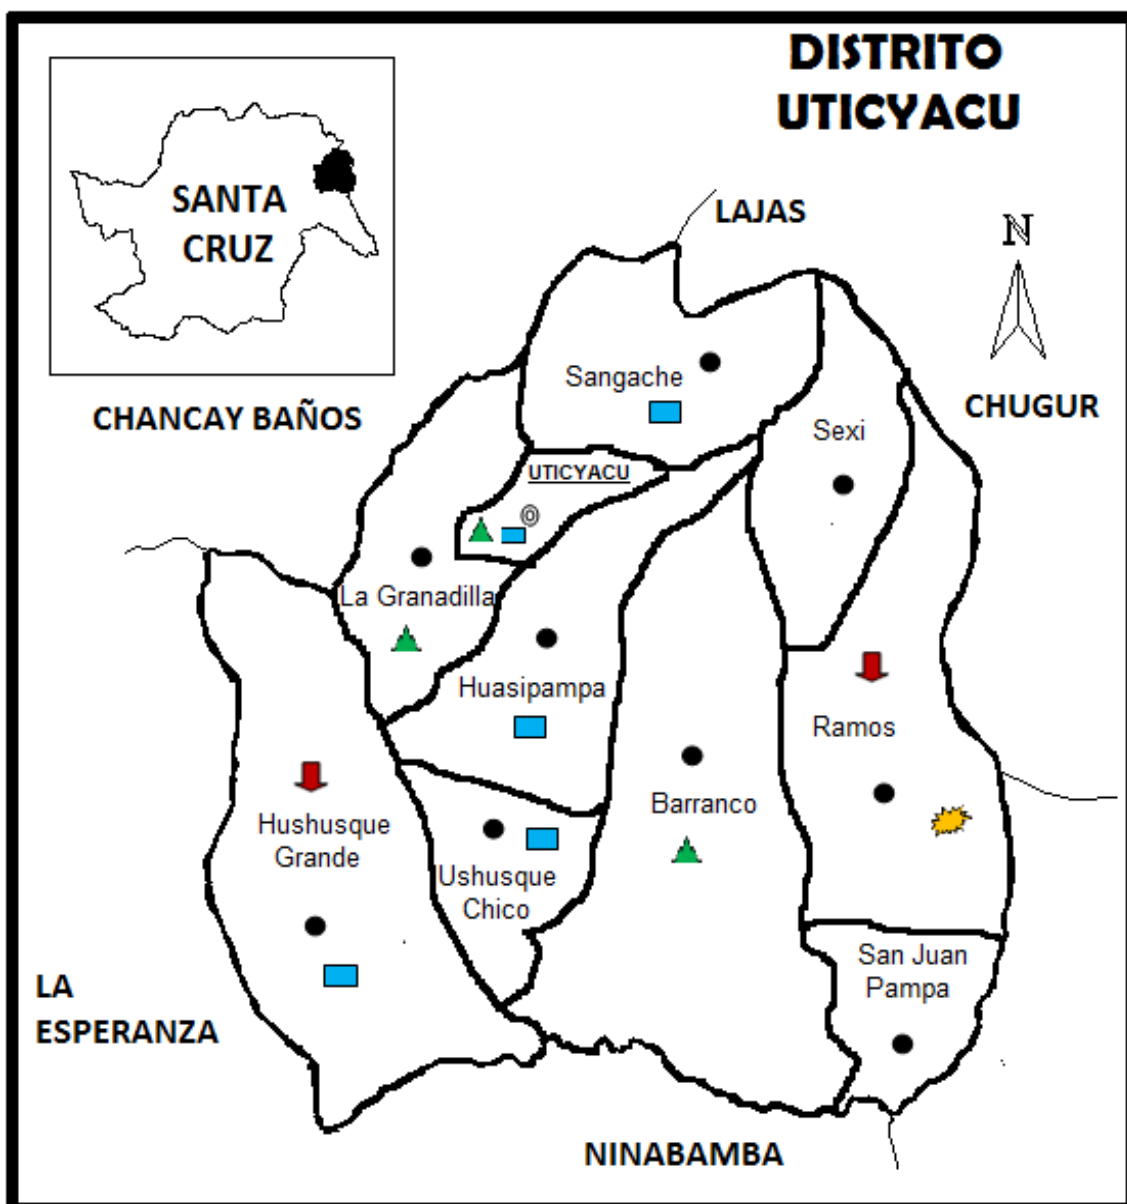 DISTRITO
UTICYACU
SANTA
CRUZ
LAJAS
N
CHANCAY BAÑOS
CHUGUR
Sangache
Sexi
UTICYACU
La Granadilla
Huasipampa
Ramos
Barranco
Hushusque
Grande
Ushusque
Chico
San Juan
Pampa
LA
ESPERANZA
NINABAMBA